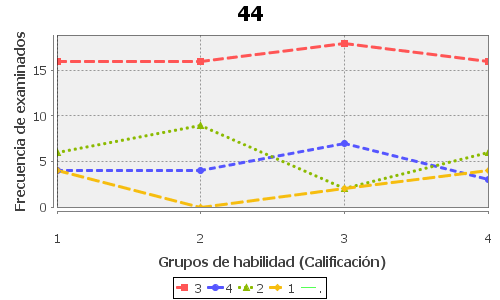 44
Frecuencia de examinados
15
10
5
0
1 2 3 4
Grupos de habilidad (Calificación)
3 4 2 1 .